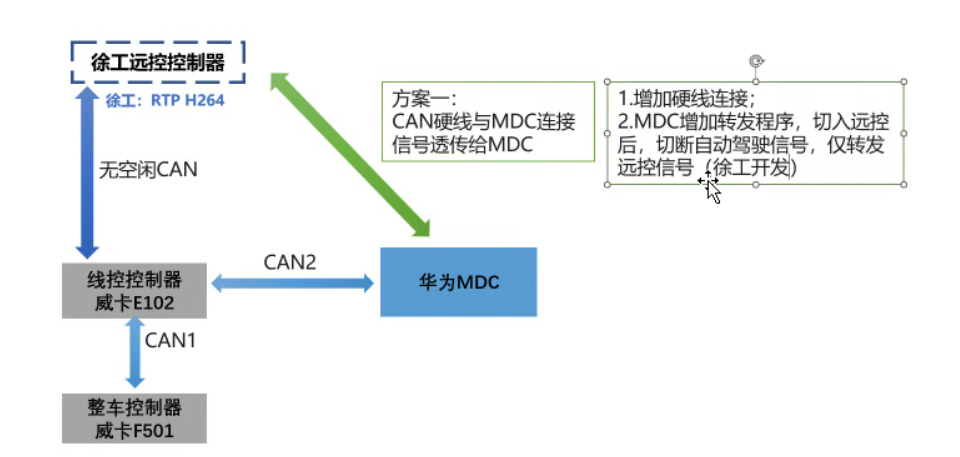 徐工远控控制器
徐工：RTP H264
方案一：
CAN硬线与MDC连接
信号透传给MDC
1.增加硬线连接；
2.MDC增加转发程序，切入远控
后，切断自动驾驶信号，仅转发
远控信号（徐工开发）
无空闲CAN
CAN2
线控控制器
威卡E102
华为MDC
CAN1
整车控制器
威卡F501